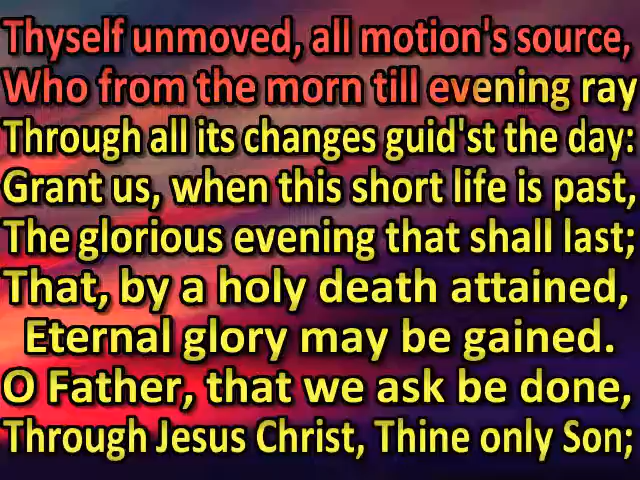 Thyself unmoved, all motion's source,
Who from the morn till evening ray
Through all its changes guid'st the day:
Grant us, when this short life is past,
The glorious evening that shall last;
That, by a holy death attained,
Eternal glory may be gained.
O Father, that we ask be done,
Through Jesus Christ, Thine only Son;